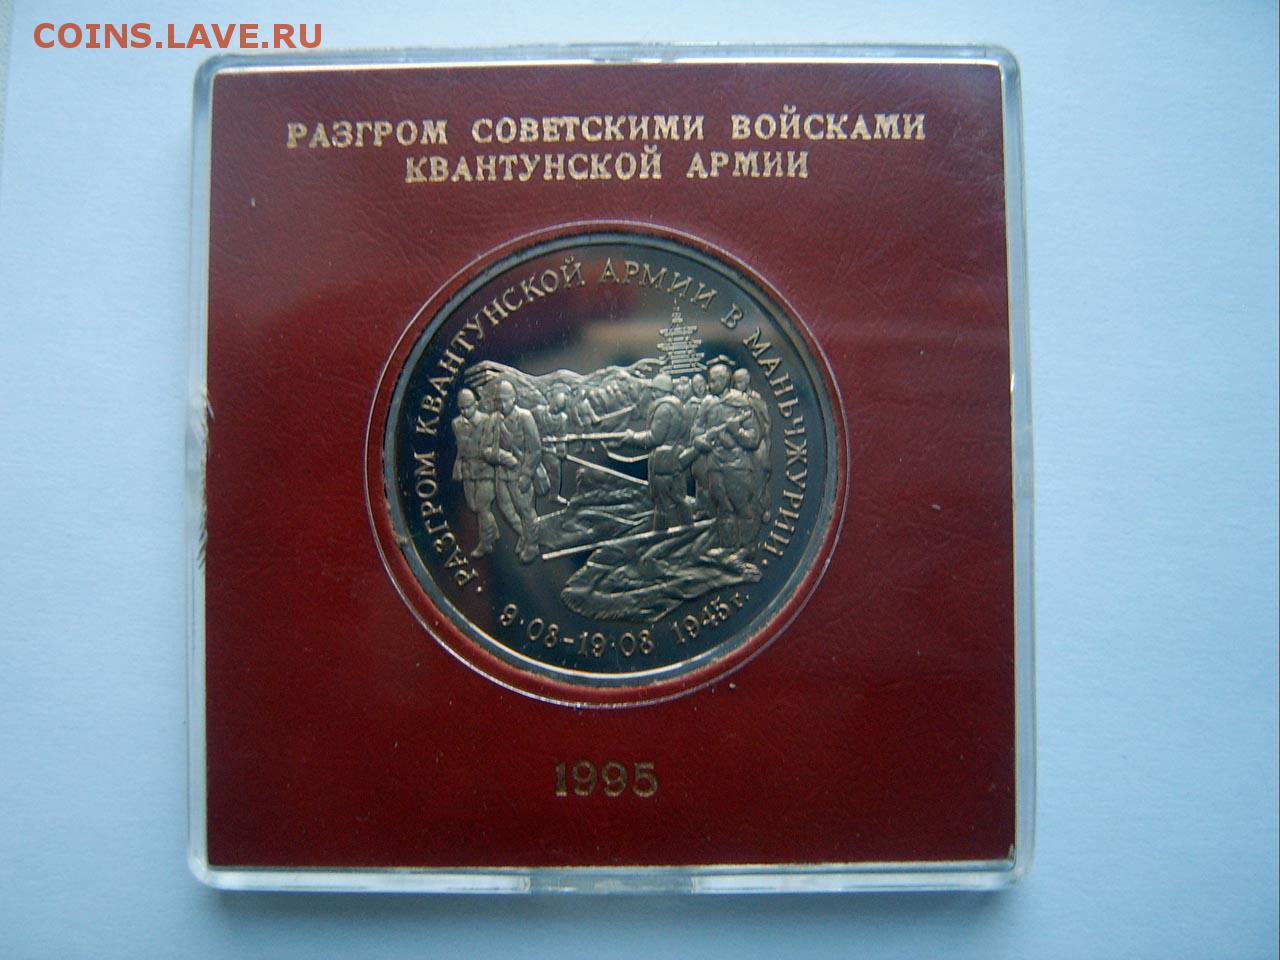 COINS.LAVE.RU
РАЗГРОМ СОВЕТСКИМИ ВОЙСКАМИ
КВАНТУНСКОЙ АРМИИ
· РАЗГРОМ КВАНТУНСКОЙ АРМИИ В МАНЬЧЖУРИИ ·
9·08-19·08 1945 г.
1995